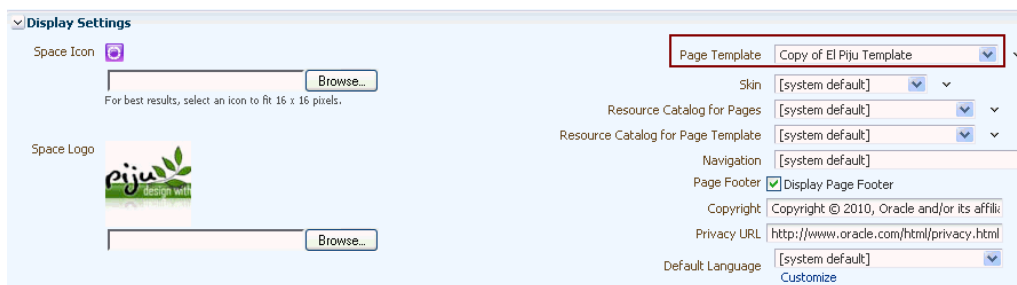 Display Settings
Space Icon
Browse...
For best results, select an icon to fit 16 x 16 pixels.
Space Logo
piju
design with
Browse...
Page Template Copy of El Piju Template
Skin [system default]
Resource Catalog for Pages [system default]
Resource Catalog for Page Template [system default]
Navigation [system default]
Page Footer Display Page Footer
Copyright Copyright © 2010, Oracle and/or its affilia
Privacy URL http://www.oracle.com/html/privacy.html
Default Language [system default]
Customize